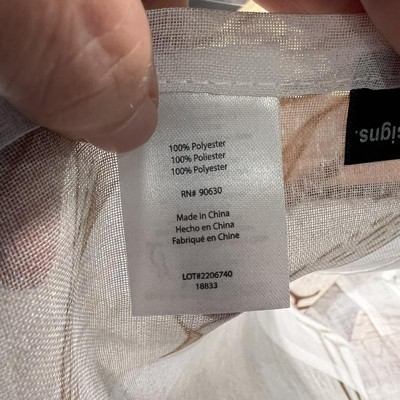 100% Polyester
100% Poliester
100% Polyester
RN# 90630
Made in China
Hecho en China
Fabriqué en Chine
LOT#2206740
18833
signs.